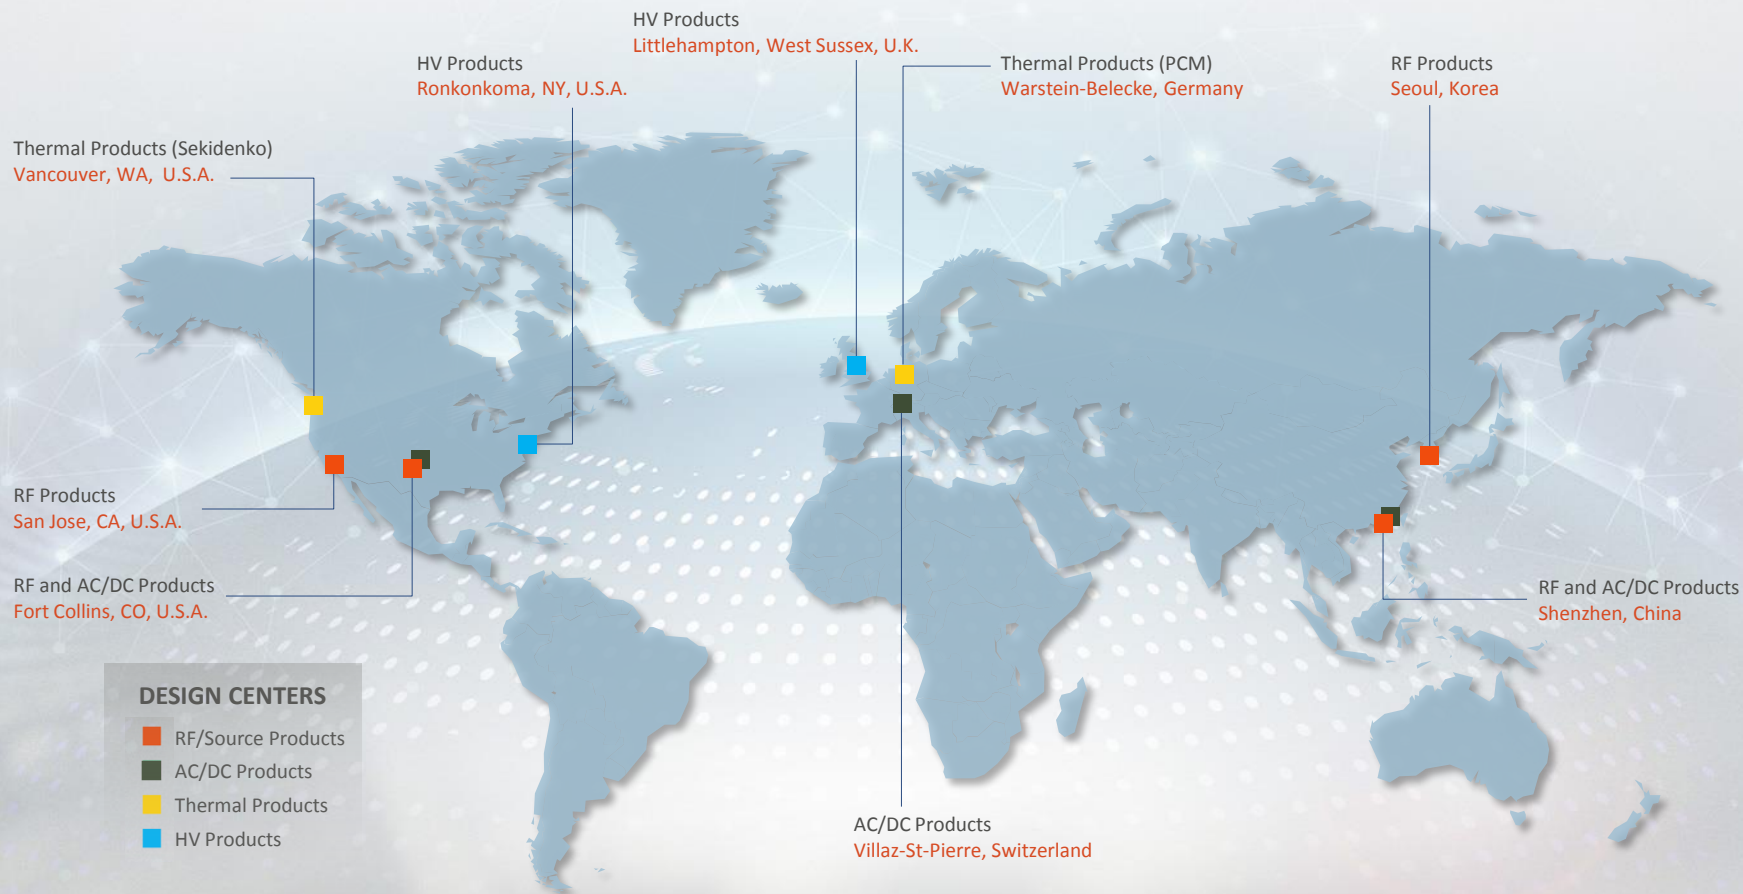 HV Products
Littlehampton, West Sussex, U.K.
HV Products
Ronkonkoma, NY, U.S.A.
Thermal Products (PCM)
Warstein-Belecke, Germany
RF Products
Seoul, Korea
Thermal Products (Sekidenko)
Vancouver, WA, U.S.A.
RF Products
San Jose, CA, U.S.A.
RF and AC/DC Products
Fort Collins, CO, U.S.A.
RF and AC/DC Products
Shenzhen, China
DESIGN CENTERS
RF/Source Products
AC/DC Products
Thermal Products
HV Products
AC/DC Products
Villaz-St-Pierre, Switzerland